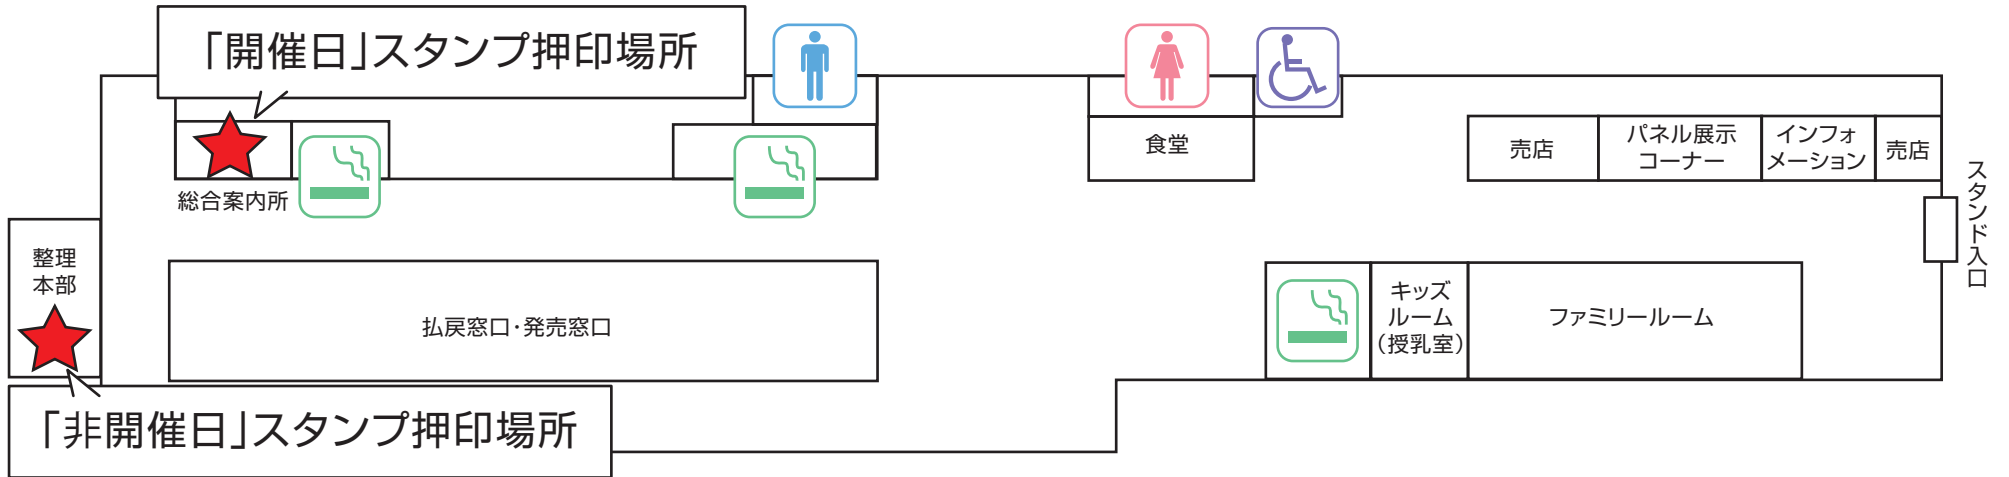 「開催日」スタンプ押印場所
総合案内所
食堂
売店
パネル展示
コーナー
インフォ
メーション
売店
スタンド入口
整理
本部
払戻窓口・発売窓口
キッズ
ルーム
（授乳室）
ファミリールーム
「非開催日」スタンプ押印場所